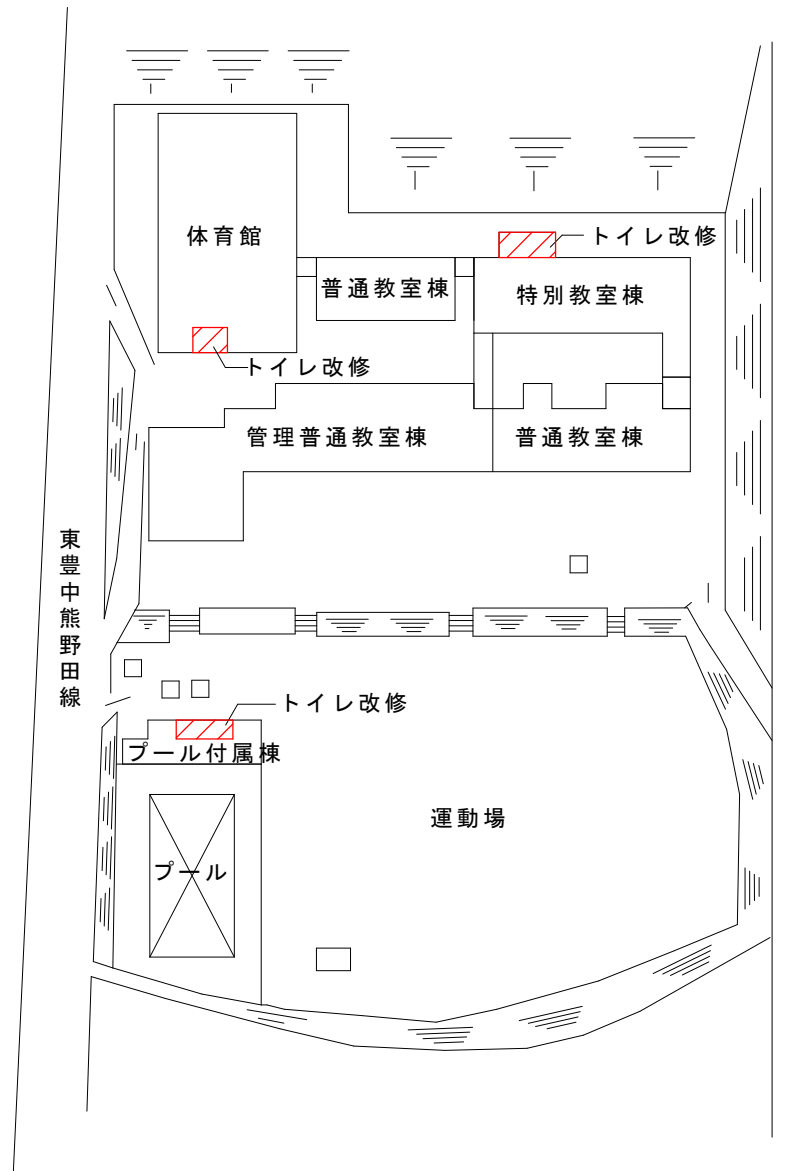 体育館
トイレ改修
普通教室棟
特別教室棟
トイレ改修
管理普通教室棟
普通教室棟
東豊中熊野田線
トイレ改修
プール付属棟
運動場
プール